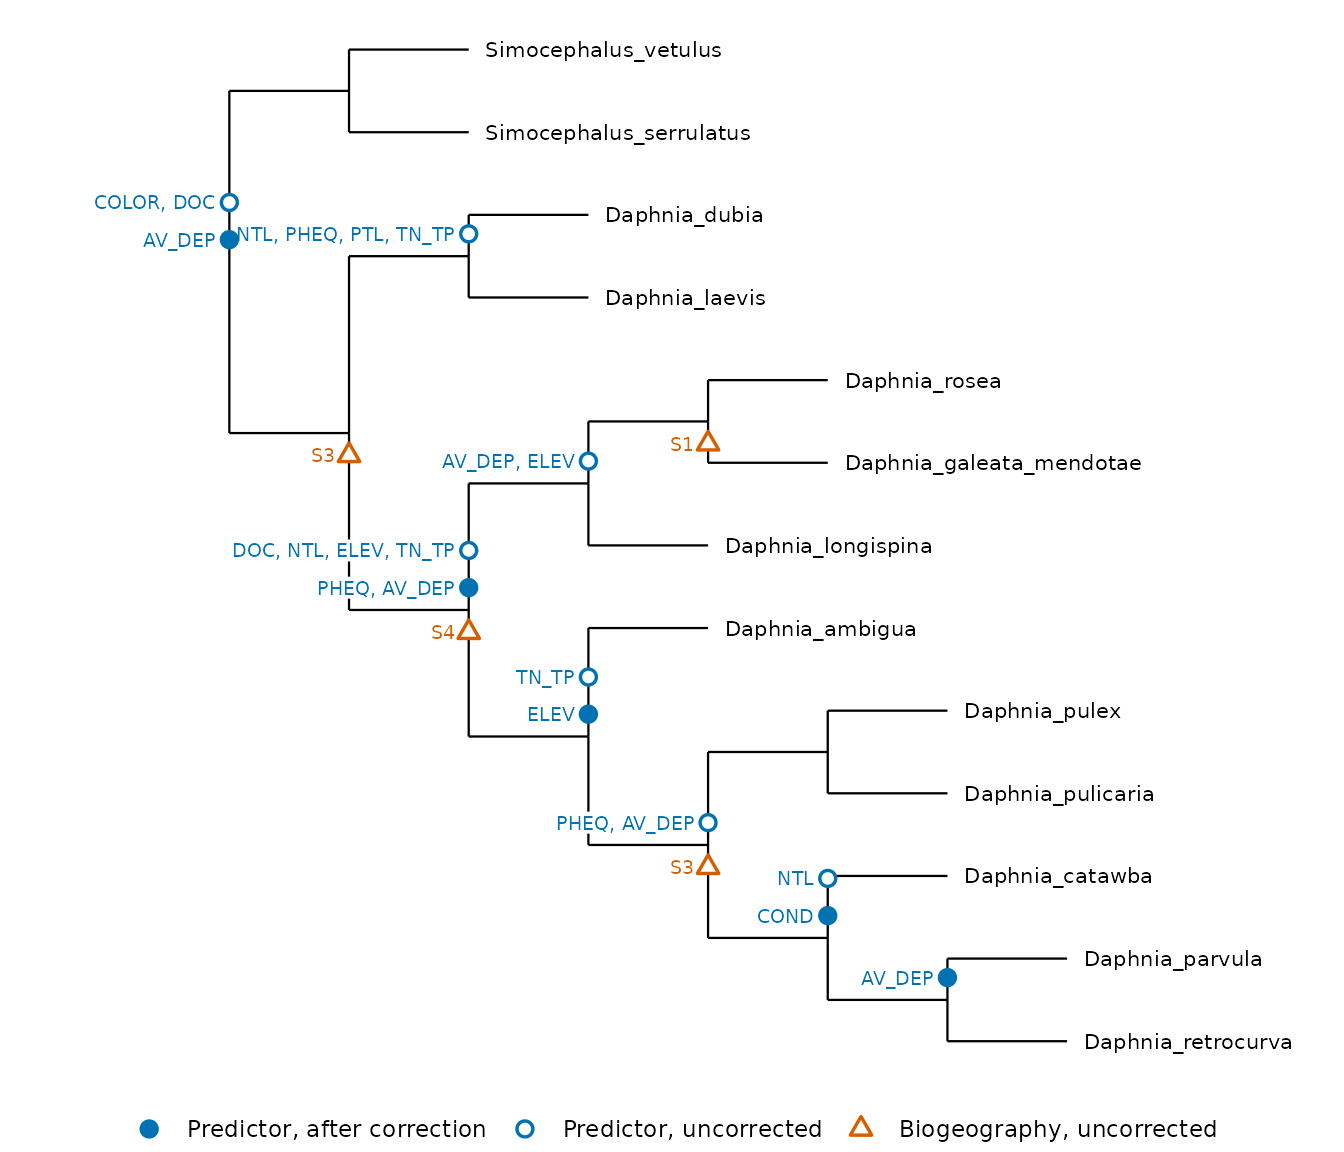 Simocephalus_vetulus
Simocephalus_serrulatus
COLOR, DOC
Daphnia_dubia
NTL, PHEQ, PTL, TN_TP
AV_DEP
Daphnia_laevis
Daphnia_rosea
S1
S3
AV_DEP, ELEV
Daphnia_galeata_mendotae
Daphnia_longispina
DOC, NTL, ELEV, TN_TP
PHEQ, AV_DEP
S4
Daphnia_ambigua
TN_TP
ELEV
Daphnia_pulex
Daphnia_pulicaria
PHEQ, AV_DEP
S3
Daphnia_catawba
NTL
COND
Daphnia_parvula
AV_DEP
Daphnia_retrocurva
Predictor, after correction
Predictor, uncorrected
Biogeography, uncorrected